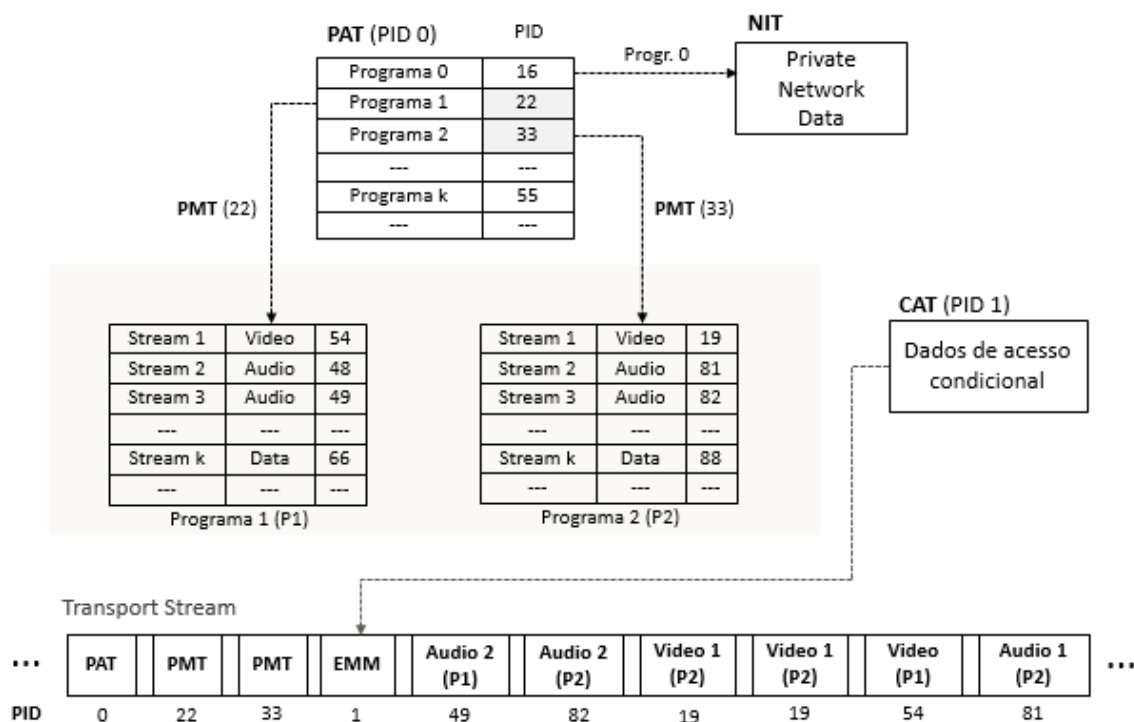 PAT (PID 0) PID
Programa 0 16
Programa 1 22
Programa 2 33
--- ---
Programa k 55
--- ---
Progr. 0
NIT
Private
Network
Data
PMT (22)
PMT (33)
Stream 1 Video 54
Stream 2 Audio 48
Stream 3 Audio 49
--- --- ---
Stream k Data 66
--- --- ---
Programa 1 (P1)
Stream 1 Video 19
Stream 2 Audio 81
Stream 3 Audio 82
--- --- ---
Stream k Data 88
--- --- ---
Programa 2 (P2)
CAT (PID 1)
Dados de acesso
condicional
Transport Stream
... PAT PMT PMT EMM Audio 2 (P1) Audio 2 (P2) Video 1 (P2) Video 1 (P2) Video (P1) Audio 1 (P2) ...
PID 0 22 33 1 49 82 19 19 54 81